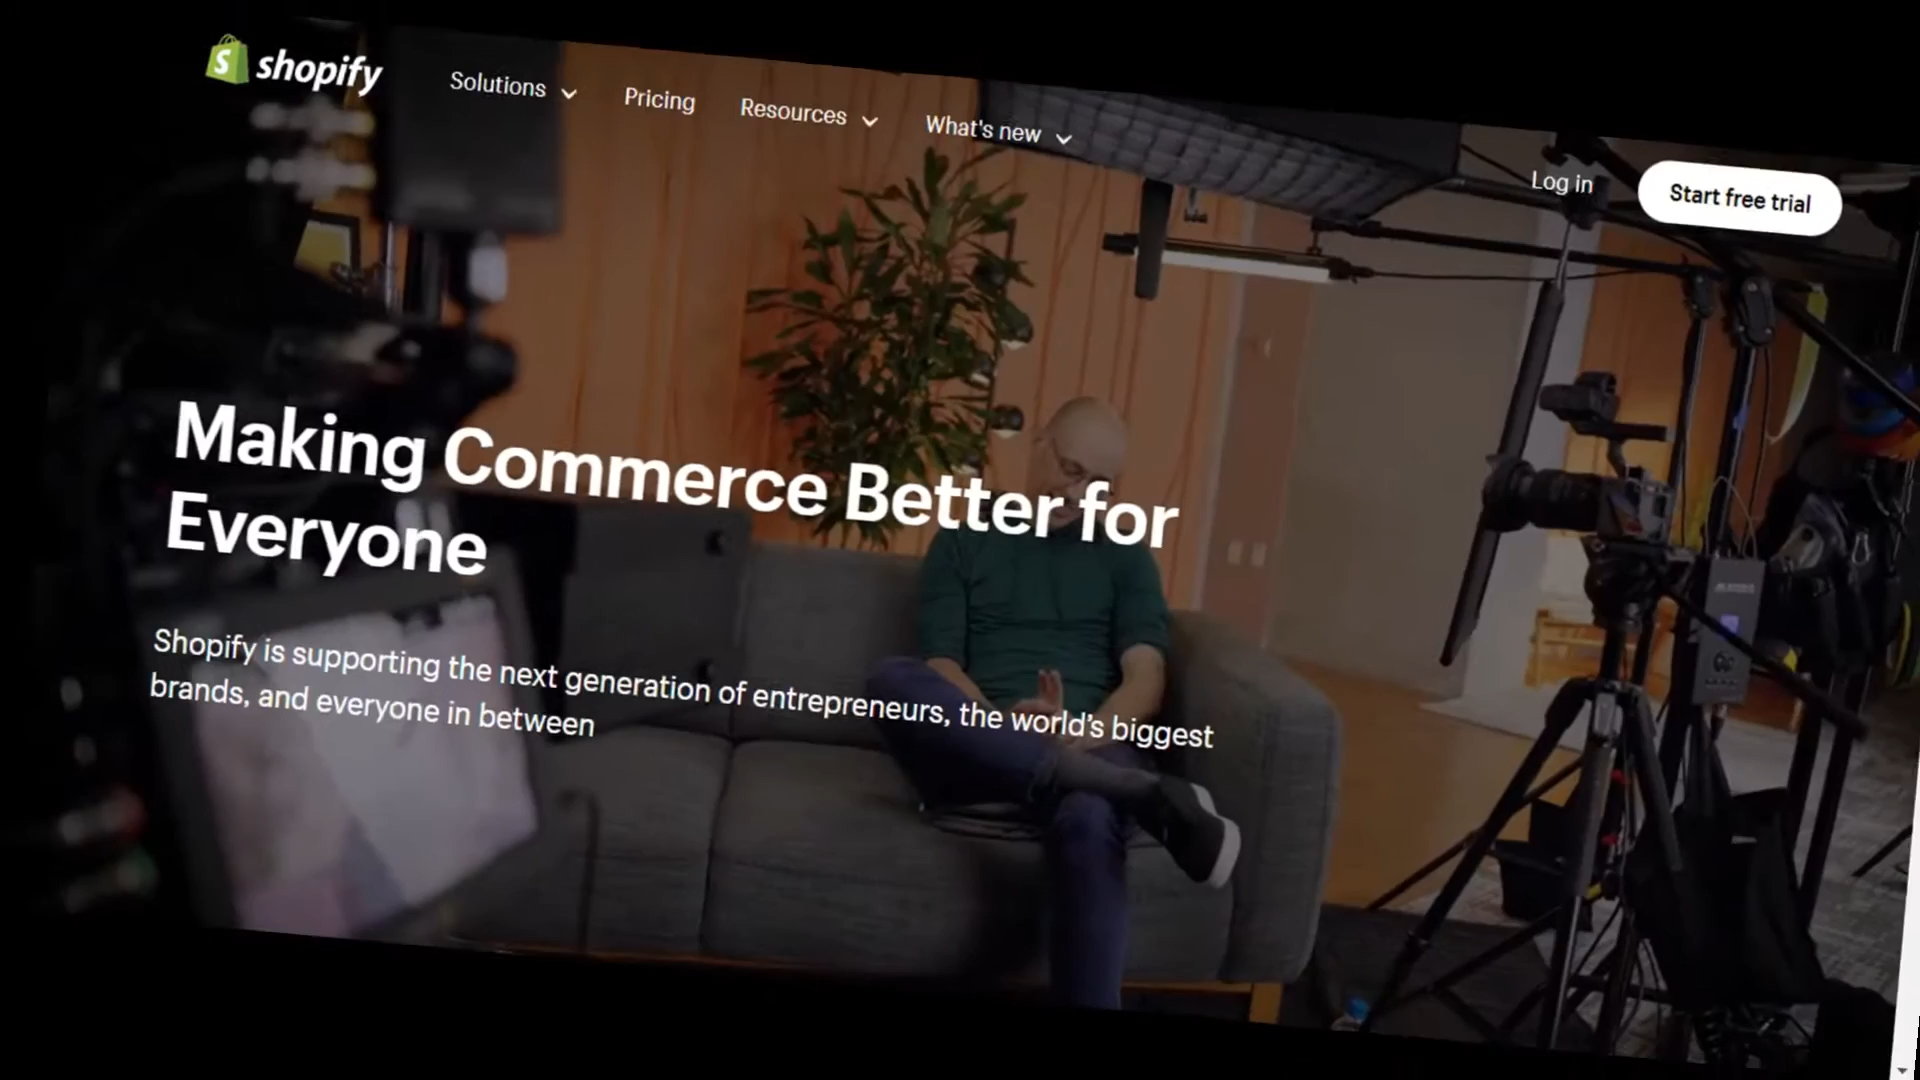 shopify
Solutions
Pricing
Resources
What's new
Log in
Start free trial
Making Commerce Better for
Everyone
Shopify is supporting the next generation of entrepreneurs, the world's biggest
brands, and everyone in between